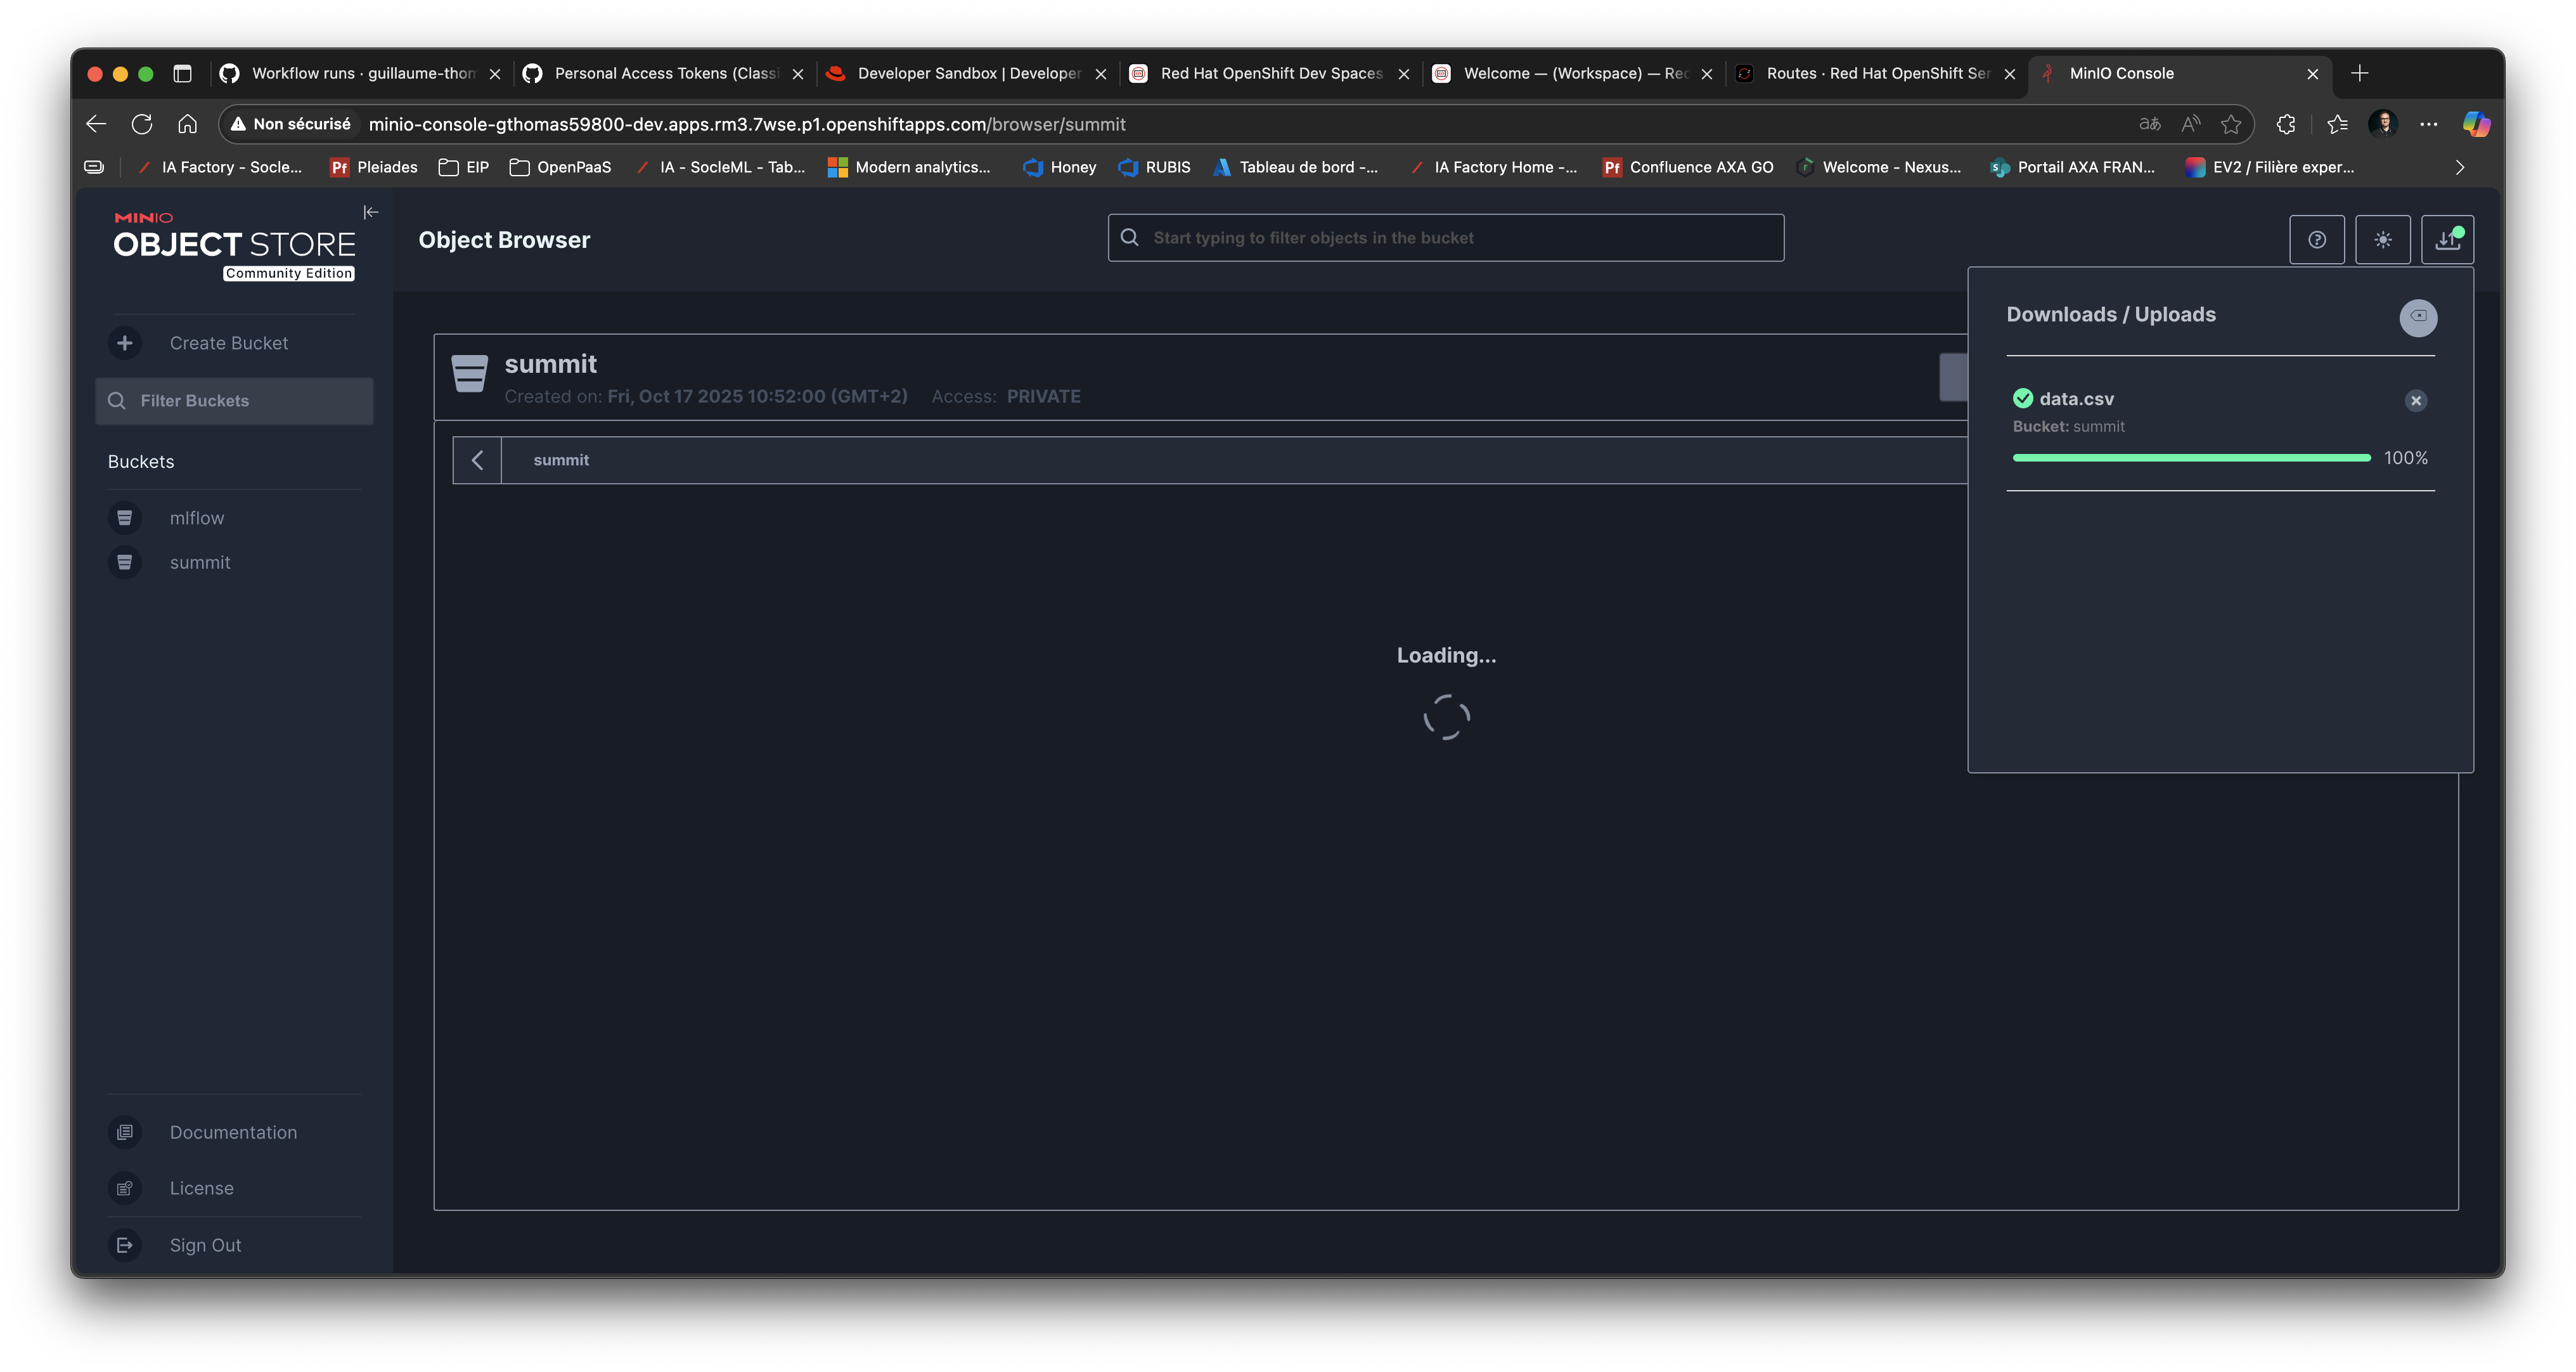 Workflow runs · guillaume-thom
Personal Access Tokens (Classi
Developer Sandbox | Developer
Red Hat OpenShift Dev Spaces
Welcome — (Workspace) — Rec
Routes · Red Hat OpenShift Ser
MinIO Console
Non sécurisé
minio-console-gthomas59800-dev.apps.rm3.7wse.p1.openshiftapps.com/browser/summit
IA Factory - Socle...
Pf Pleiades
EIP
OpenPaaS
IA - SocleML - Tab...
Modern analytics...
Honey
RUBIS
Tableau de bord -...
IA Factory Home -...
Pf Confluence AXA GO
Welcome - Nexus...
Portail AXA FRAN...
EV2 / Filière exper...
MINIO
OBJECT STORE
Community Edition
Create Bucket
Filter Buckets
Buckets
mlflow
summit
Documentation
License
Sign Out
Object Browser
Start typing to filter objects in the bucket
summit
Created on: Fri, Oct 17 2025 10:52:00 (GMT+2) Access: PRIVATE
summit
Loading...
Downloads / Uploads
data.csv
Bucket: summit
100%